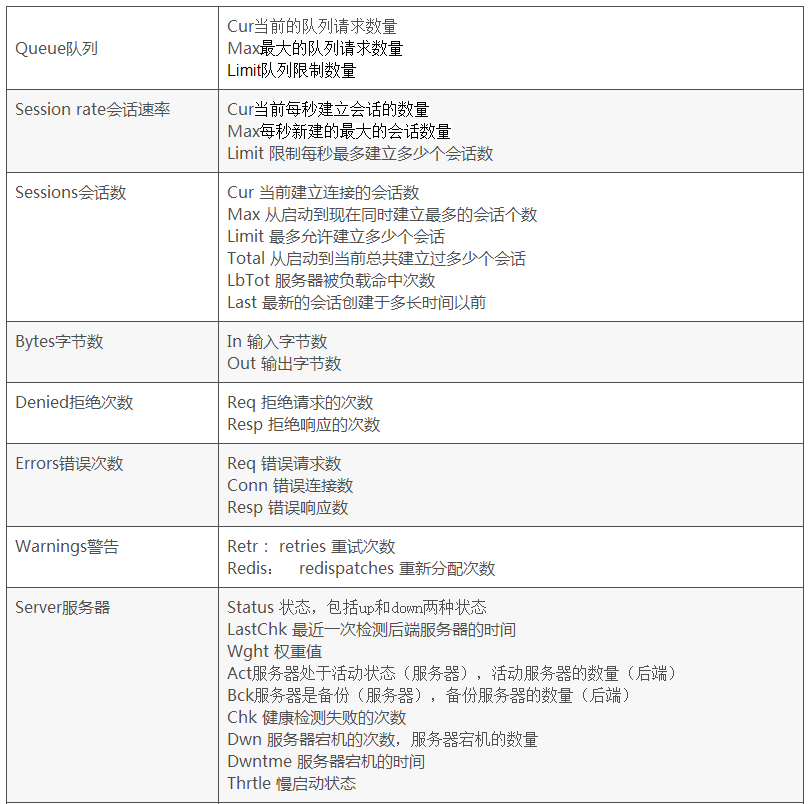 Queue队列
Cur当前的队列请求数量
Max最大的队列请求数量
Limit队列限制数量
Session rate会话速率
Cur当前每秒建立会话的数量
Max每秒新建的最大的会话数量
Limit 限制每秒最多建立多少个会话数
Sessions会话数
Cur 当前建立连接的会话数
Max 从启动到现在同时建立最多的会话个数
Limit 最多允许建立多少个会话
Total 从启动到当前总共建立过多少个会话
LbTot 服务器被负载命中次数
Last 最新的会话创建于多长时间以前
Bytes字节数
In 输入字节数
Out 输出字节数
Denied拒绝次数
Req 拒绝请求的次数
Resp 拒绝响应的次数
Errors错误次数
Req 错误请求数
Conn 错误连接数
Resp 错误响应数
Warnings警告
Retr： retries 重试次数
Redis： redispatches 重新分配次数
Server服务器
Status 状态，包括up和down两种状态
LastChk 最近一次检测后端服务器的时间
Wght 权重值
Act服务器处于活动状态（服务器），活动服务器的数量（后端）
Bck服务器是备份（服务器），备份服务器的数量（后端）
Chk 健康检测失败的次数
Dwn 服务器宕机的次数，服务器宕机的数量
Dwntme 服务器宕机的时间
Thrtle 慢启动状态